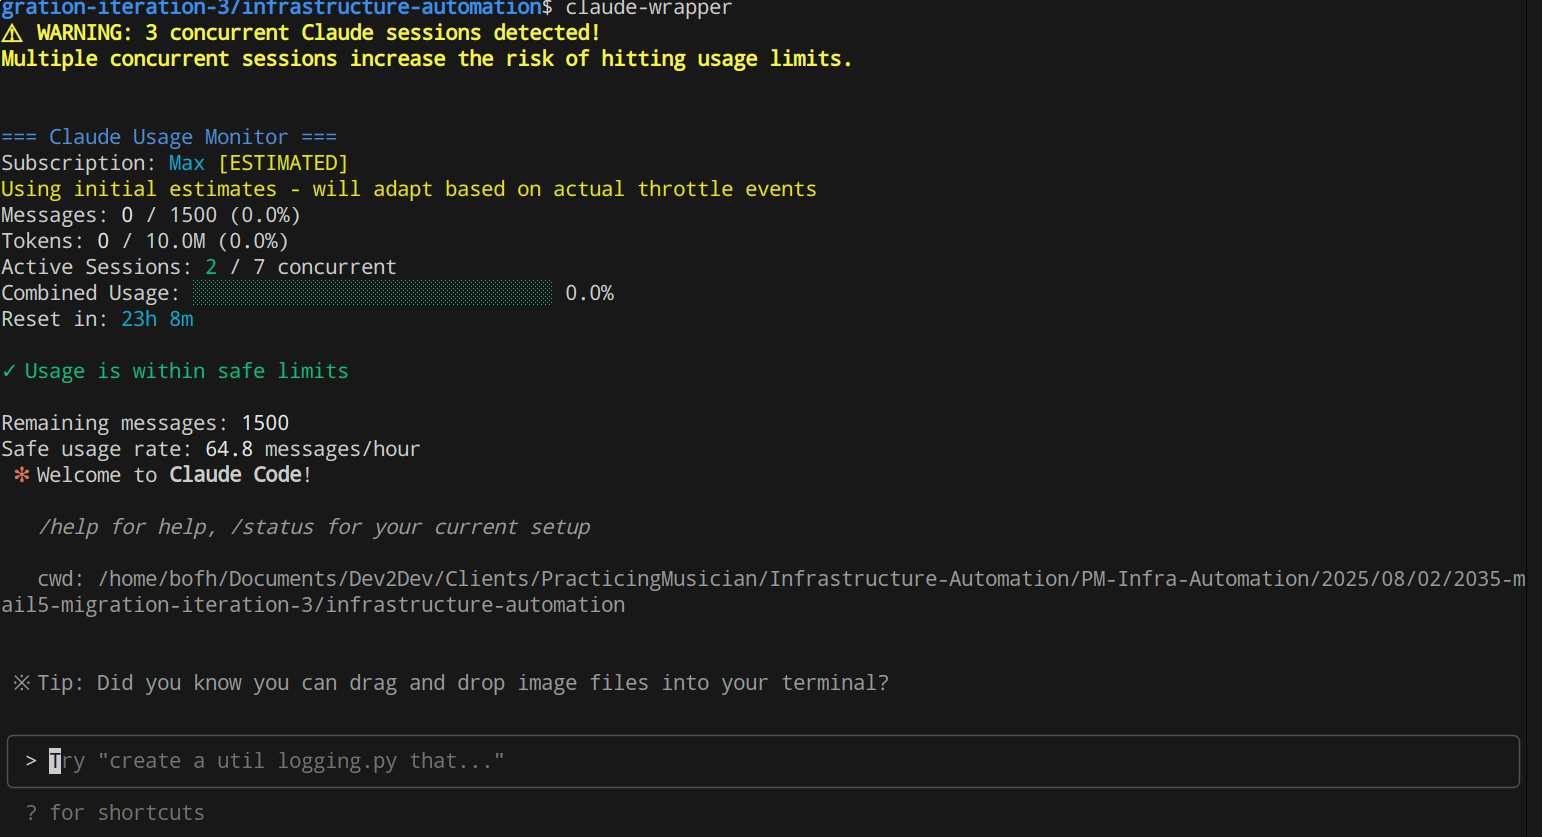 gration-iteration-3/infrastructure-automation$ claude-wrapper
⚠ WARNING: 3 concurrent Claude sessions detected!
Multiple concurrent sessions increase the risk of hitting usage limits.
=== Claude Usage Monitor ===
Subscription: Max [ESTIMATED]
Using initial estimates - will adapt based on actual throttle events
Messages: 0 / 1500 (0.0%)
Tokens: 0 / 10.0M (0.0%)
Active Sessions: 2 / 7 concurrent
Combined Usage: 0.0%
Reset in: 23h 8m
✓ Usage is within safe limits
Remaining messages: 1500
Safe usage rate: 64.8 messages/hour
✻ Welcome to Claude Code!
/help for help, /status for your current setup
cwd: /home/bofh/Documents/Dev2Dev/Clients/PracticingMusician/Infrastructure-Automation/PM-Infra-Automation/2025/08/02/2035-m
ail5-migration-iteration-3/infrastructure-automation
※ Tip: Did you know you can drag and drop image files into your terminal?
> Try "create a util logging.py that..."
? for shortcuts